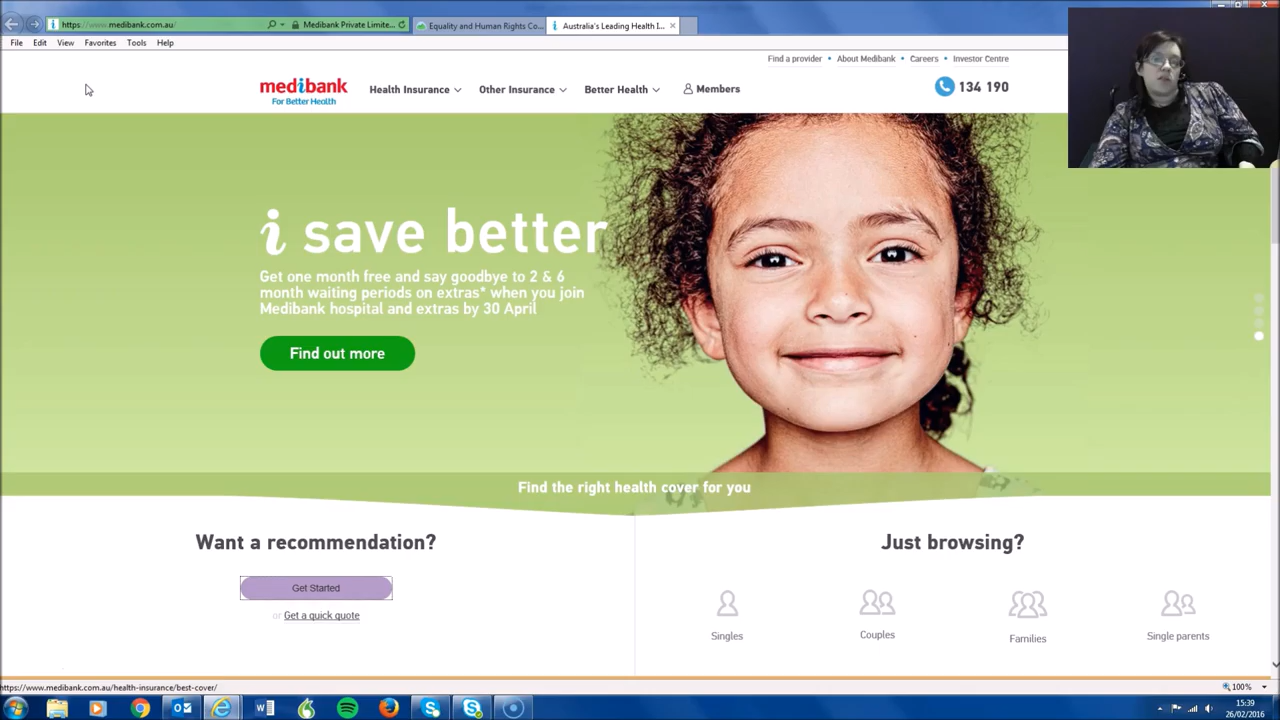 https://www.medibank.com.au/
Medibank Private Limite...
Equality and Human Rights Co...
Australia's Leading Health I...
File Edit View Favorites Tools Help
Find a provider • About Medibank • Careers • Investor Centre
medibank
For Better Health
Health Insurance Other Insurance Better Health Members
134 190
i save better
Get one month free and say goodbye to 2 & 6
month waiting periods on extras* when you join
Medibank hospital and extras by 30 April
Find out more
Find the right health cover for you
Want a recommendation?
Get Started
or Get a quick quote
Just browsing?
Singles Couples Families Single parents
https://www.medibank.com.au/health-insurance/best-cover/
100%
15:39
26/02/2016